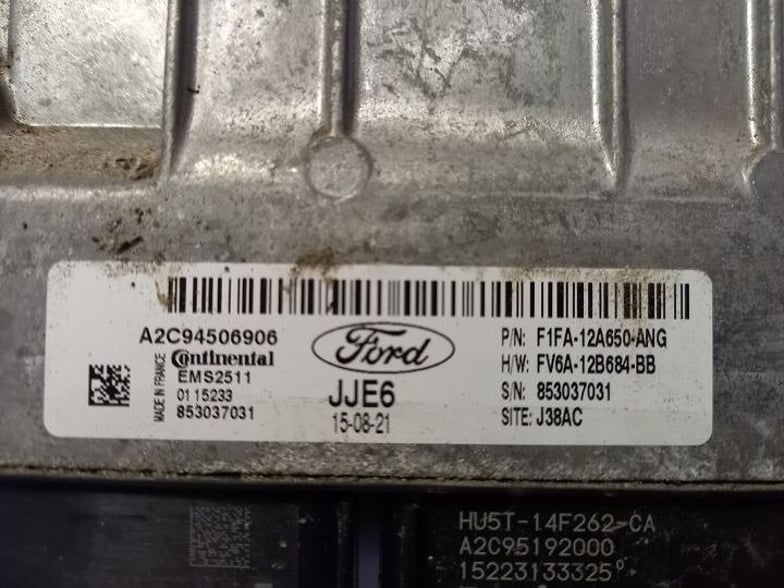 A2C94506906
Continental
EMS2511
01 15233
853037031
MADE IN FRANCE
Ford
JJE6
15-08-21
P/N: F1FA-12A650-ANG
H/W: FV6A-12B684-BB
S/N: 853037031
SITE: J38AC
HU5T-14F262-CA
A2C95192000
15223133325